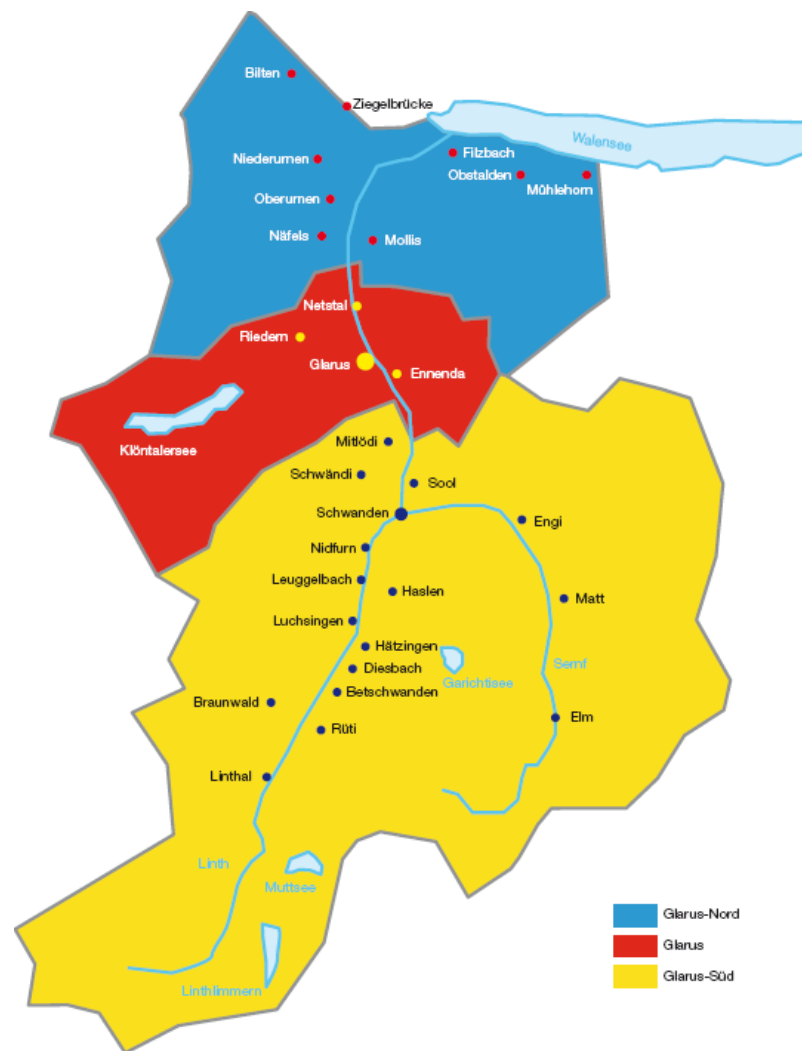 Bilten
Ziegelbrücke
Walensee
Niederurnen
Filzbach
Obstalden
Mühlehorn
Oberurnen
Näfels
Mollis
Netstal
Riedern
Glarus
Ennenda
Klöntalersee
Mitlödi
Schwändi
Sool
Schwanden
Engi
Nidfurn
Leuggelbach
Haslen
Matt
Luchsingen
Hätzingen
Diesbach
Garichtisee
Sernf
Betschwanden
Braunwald
Elm
Rüti
Linthal
Linth
Muttsee
Linthlimmern
Glarus-Nord
Glarus
Glarus-Süd